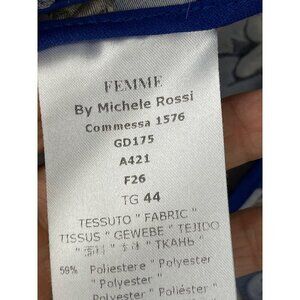 FEMME
By Michele Rossi
Commessa 1576
GD175
A421
F26
TG 44
TESSUTO " FABRIC "
TISSUS " GEWEBE " TEJIDO
" " " ТКАНЬ "
Poliestere " Polyester
" Polyester "
Polyester " Poliéster "